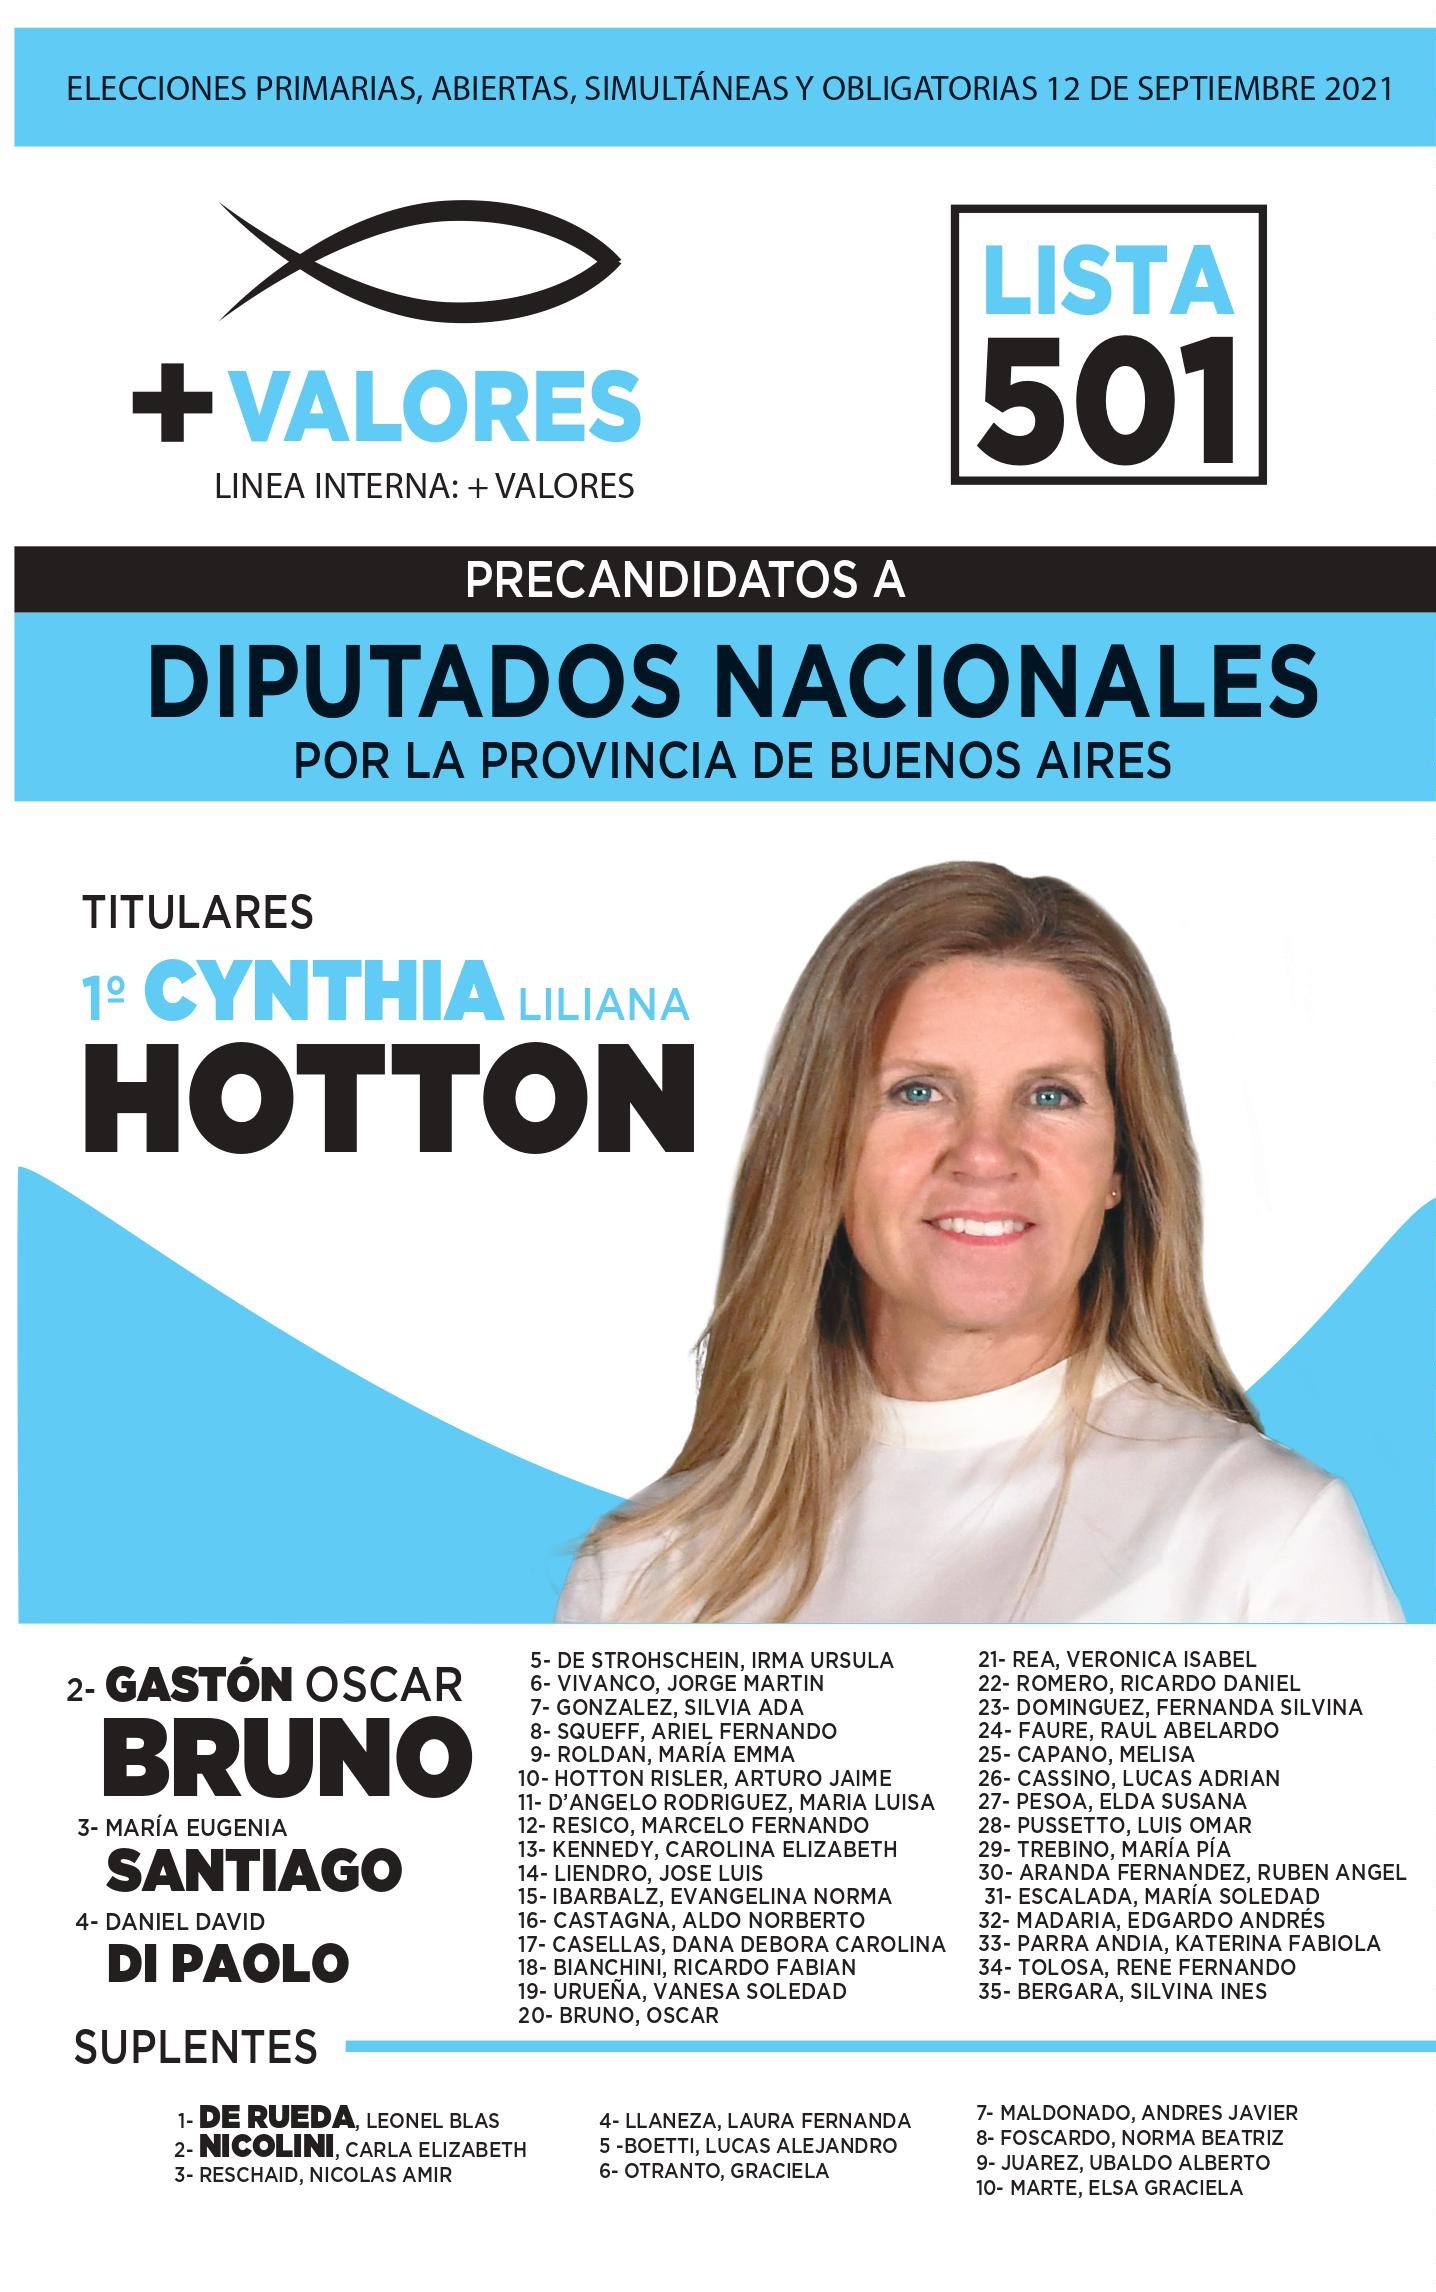 ELECCIONES PRIMARIAS, ABIERTAS, SIMULTÁNEAS Y OBLIGATORIAS 12 DE SEPTIEMBRE 2021
+ VALORES
LINEA INTERNA: + VALORES
LISTA
501
PRECANDIDATOS A
DIPUTADOS NACIONALES
POR LA PROVINCIA DE BUENOS AIRES
TITULARES
1º CYNTHIA LILIANA
HOTTON
2- GASTÓN OSCAR
BRUNO
3- MARÍA EUGENIA
SANTIAGO
4- DANIEL DAVID
DI PAOLO
5- DE STROHSCHEIN, IRMA URSULA
6- VIVANCO, JORGE MARTIN
7- GONZALEZ, SILVIA ADA
8- SQUEFF, ARIEL FERNANDO
9- ROLDAN, MARÍA EMMA
10- HOTTON RISLER, ARTURO JAIME
11- D'ANGELO RODRIGUEZ, MARIA LUISA
12- RESICO, MARCELO FERNANDO
13- KENNEDY, CAROLINA ELIZABETH
14- LIENDRO, JOSE LUIS
15- IBARBALZ, EVANGELINA NORMA
16- CASTAGNA, ALDO NORBERTO
17- CASELLAS, DANA DEBORA CAROLINA
18- BIANCHINI, RICARDO FABIAN
19- URUEÑA, VANESA SOLEDAD
20- BRUNO, OSCAR
21- REA, VERONICA ISABEL
22- ROMERO, RICARDO DANIEL
23- DOMINGUEZ, FERNANDA SILVINA
24- FAURE, RAUL ABELARDO
25- CAPANO, MELISA
26- CASSINO, LUCAS ADRIAN
27- PESOA, ELDA SUSANA
28- PUSSETTO, LUIS OMAR
29- TREBINO, MARÍA PÍA
30- ARANDA FERNANDEZ, RUBEN ANGEL
31- ESCALADA, MARÍA SOLEDAD
32- MADARIA, EDGARDO ANDRÉS
33- PARRA ANDIA, KATERINA FABIOLA
34- TOLOSA, RENE FERNANDO
35- BERGARA, SILVINA INES
SUPLENTES
1- DE RUEDA, LEONEL BLAS
2- NICOLINI, CARLA ELIZABETH
3- RESCHAID, NICOLAS AMIR
4- LLANEZA, LAURA FERNANDA
5 -BOETTI, LUCAS ALEJANDRO
6- OTRANTO, GRACIELA
7- MALDONADO, ANDRES JAVIER
8- FOSCARDO, NORMA BEATRIZ
9- JUAREZ, UBALDO ALBERTO
10- MARTE, ELSA GRACIELA